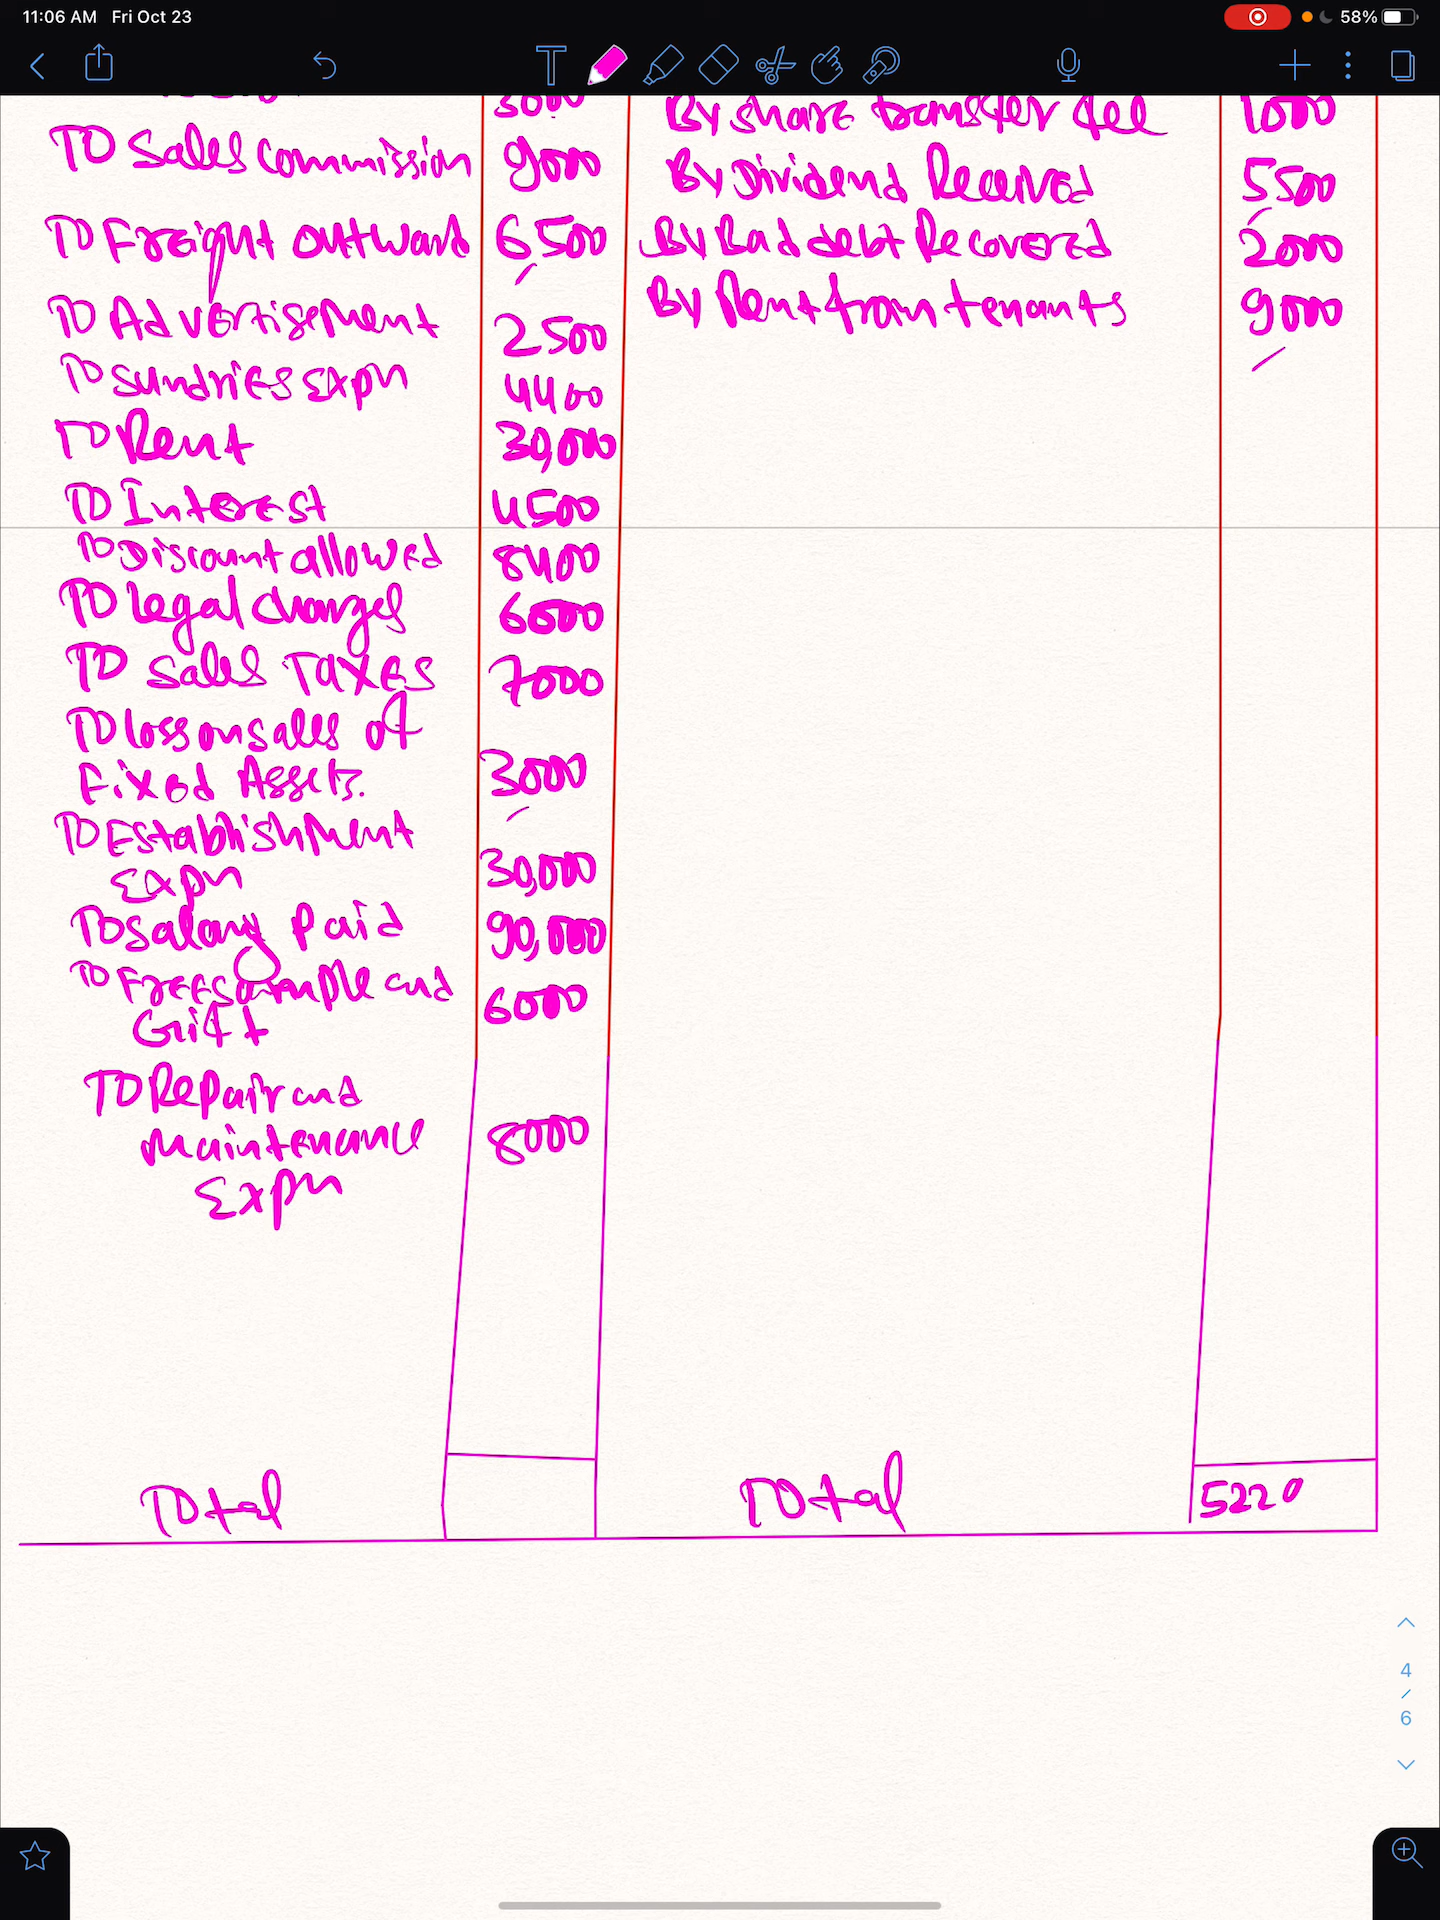 11:06 AM Fri Oct 23 58%
3000 By share transfer fee 1000
TO Sales commission 9000 By Dividend Received 5500
TO Freight outward 6,500 By Bad debt Recovered 2000
TO Advertisement 2500 By Rent from tenants 9000
TO Sundries Expn 4400
TO Rent 30,000
TO Interest 4500
TO Discount allowed 8400
TO legal charges 6000
TO Sales Taxes 7000
TO loss on sales of
Fixed Assets. 3000
TO Establishment
Expn 30,000
TO salary Paid 90,000
TO Free sample and 6000
Gift
TO Repair and
maintenance 8000
Expn
Total Total 5220
4
/
6